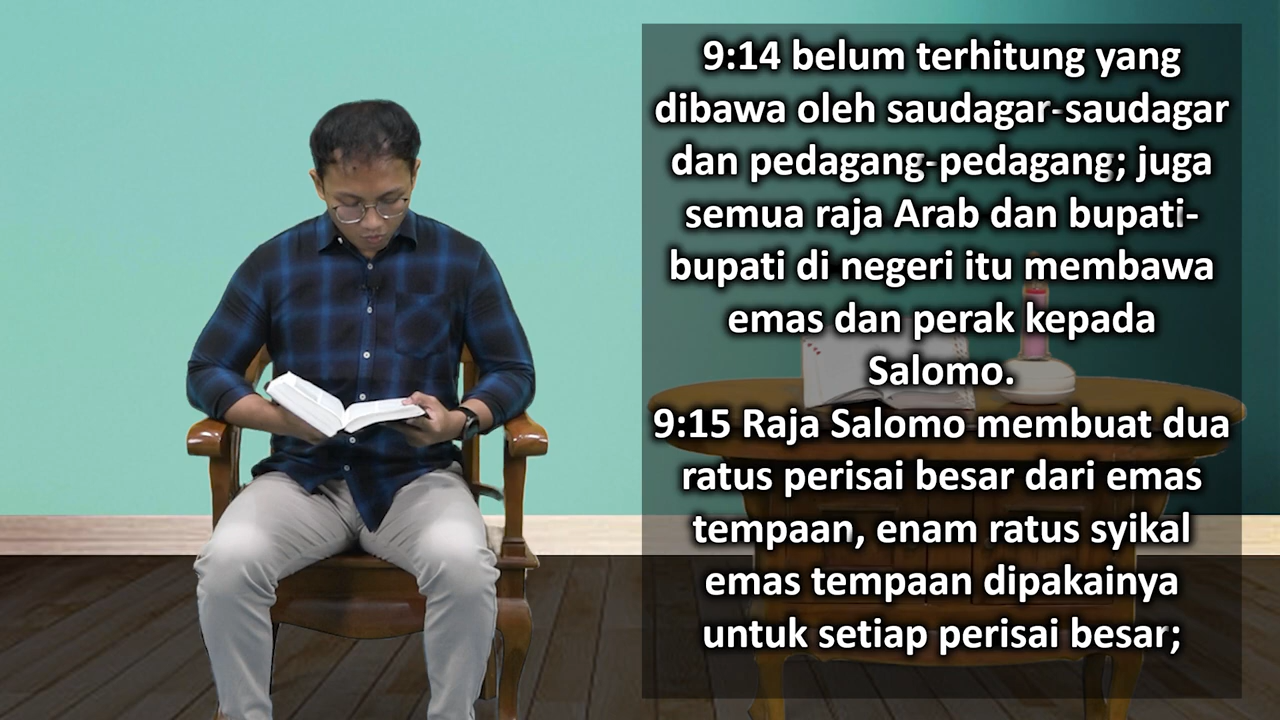 9:14 belum terhitung yang
dibawa oleh saudagar-saudagar
dan pedagang-pedagang; juga
semua raja Arab dan bupati-
bupati di negeri itu membawa
emas dan perak kepada
Salomo.
9:15 Raja Salomo membuat dua
ratus perisai besar dari emas
tempaan, enam ratus syikal
emas tempaan dipakainya
untuk setiap perisai besar;